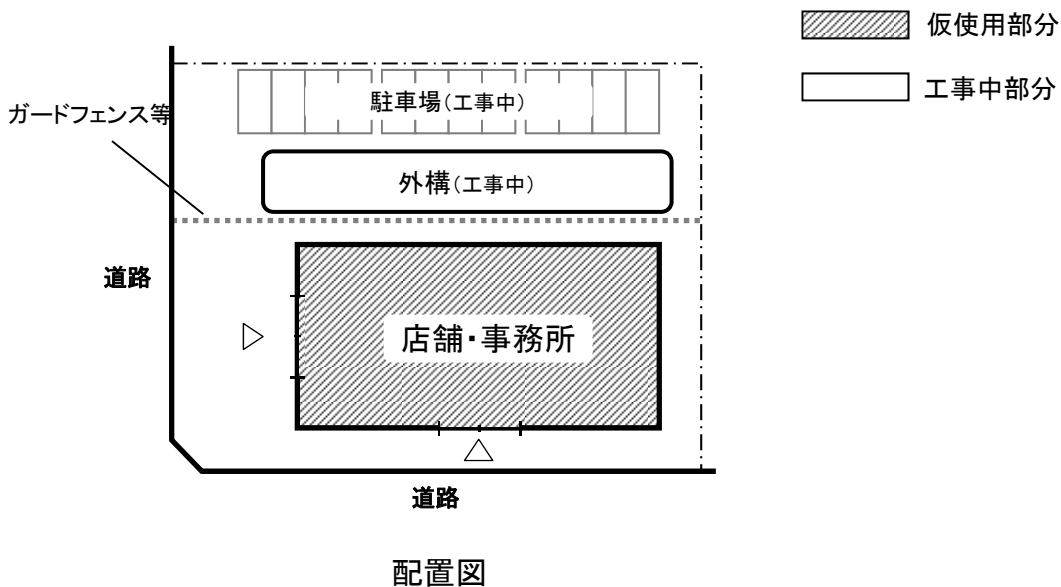 仮使用部分
工事中部分
駐車場(工事中)
ガードフェンス等
外構(工事中)
道路
店舗・事務所
道路
配置図